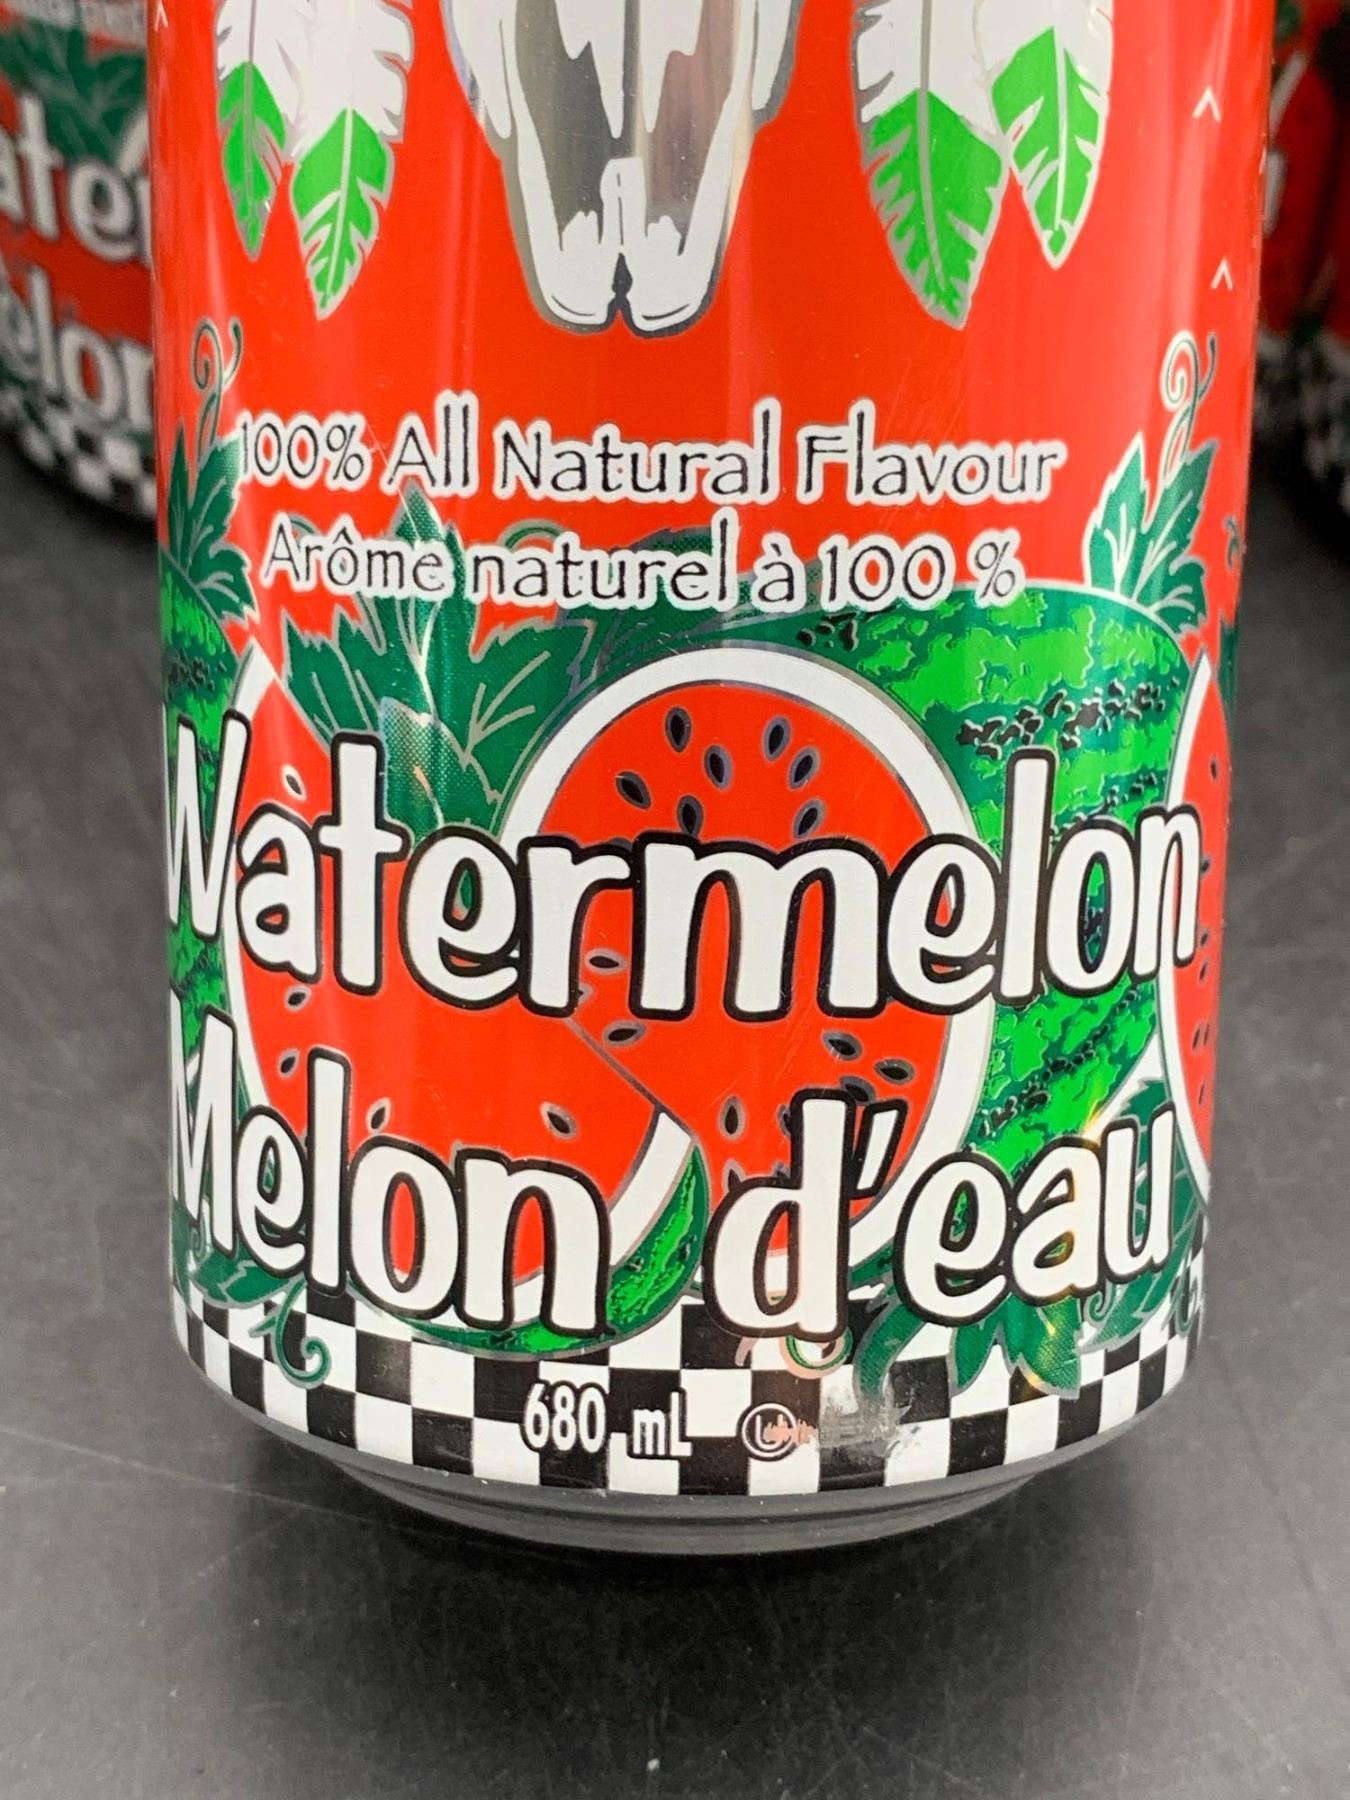 100% All Natural Flavour
Arôme naturel à 100 %
Watermelon
Melon d'eau
680 mL